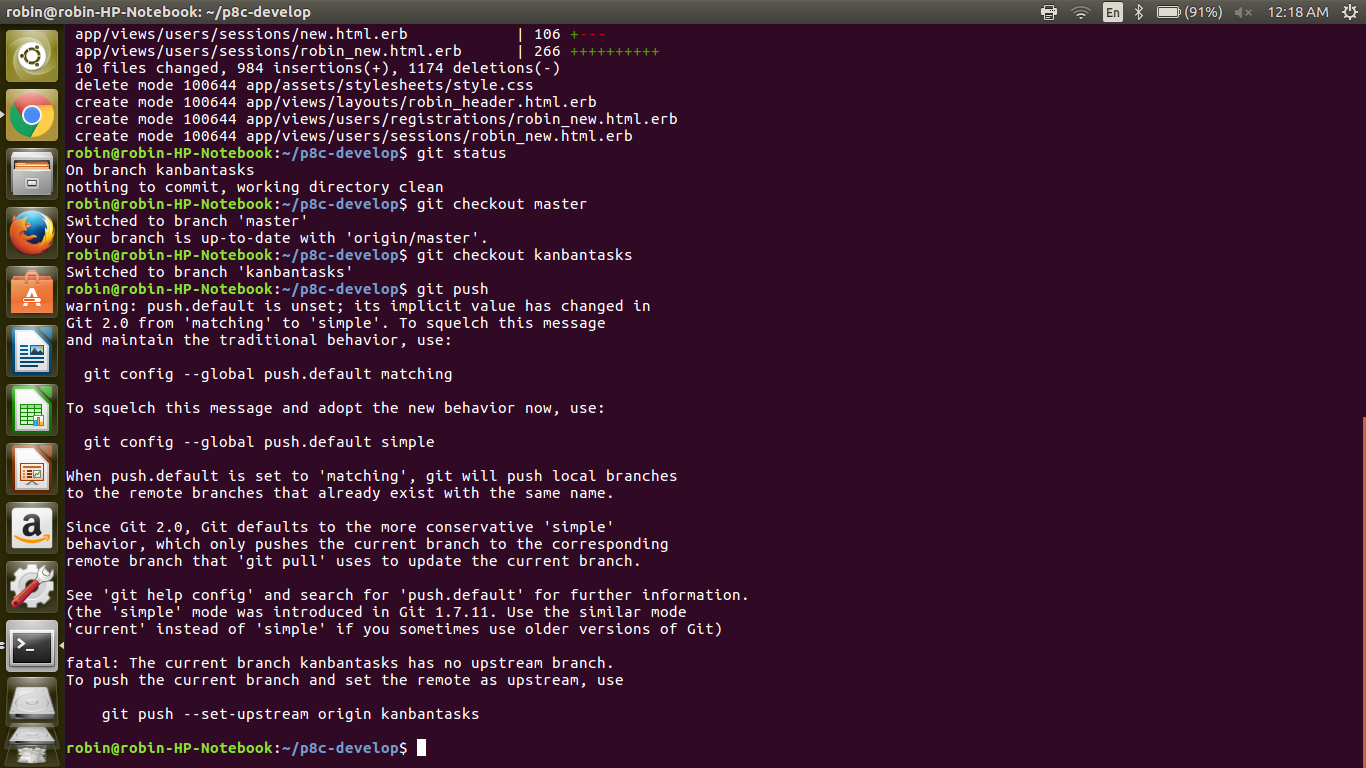 robin@robin-HP-Notebook: ~/p8c-develop En (91%) 12:18 AM
app/views/users/sessions/new.html.erb | 106 +---
app/views/users/sessions/robin_new.html.erb | 266 ++++++++++
10 files changed, 984 insertions(+), 1174 deletions(-)
delete mode 100644 app/assets/stylesheets/style.css
create mode 100644 app/views/layouts/robin_header.html.erb
create mode 100644 app/views/users/registrations/robin_new.html.erb
create mode 100644 app/views/users/sessions/robin_new.html.erb
robin@robin-HP-Notebook:~/p8c-develop$ git status
On branch kanbantasks
nothing to commit, working directory clean
robin@robin-HP-Notebook:~/p8c-develop$ git checkout master
Switched to branch 'master'
Your branch is up-to-date with 'origin/master'.
robin@robin-HP-Notebook:~/p8c-develop$ git checkout kanbantasks
Switched to branch 'kanbantasks'
robin@robin-HP-Notebook:~/p8c-develop$ git push
warning: push.default is unset; its implicit value has changed in
Git 2.0 from 'matching' to 'simple'. To squelch this message
and maintain the traditional behavior, use:
git config --global push.default matching
To squelch this message and adopt the new behavior now, use:
git config --global push.default simple
When push.default is set to 'matching', git will push local branches
to the remote branches that already exist with the same name.
Since Git 2.0, Git defaults to the more conservative 'simple'
behavior, which only pushes the current branch to the corresponding
remote branch that 'git pull' uses to update the current branch.
See 'git help config' and search for 'push.default' for further information.
(the 'simple' mode was introduced in Git 1.7.11. Use the similar mode
'current' instead of 'simple' if you sometimes use older versions of Git)
fatal: The current branch kanbantasks has no upstream branch.
To push the current branch and set the remote as upstream, use
git push --set-upstream origin kanbantasks
robin@robin-HP-Notebook:~/p8c-develop$